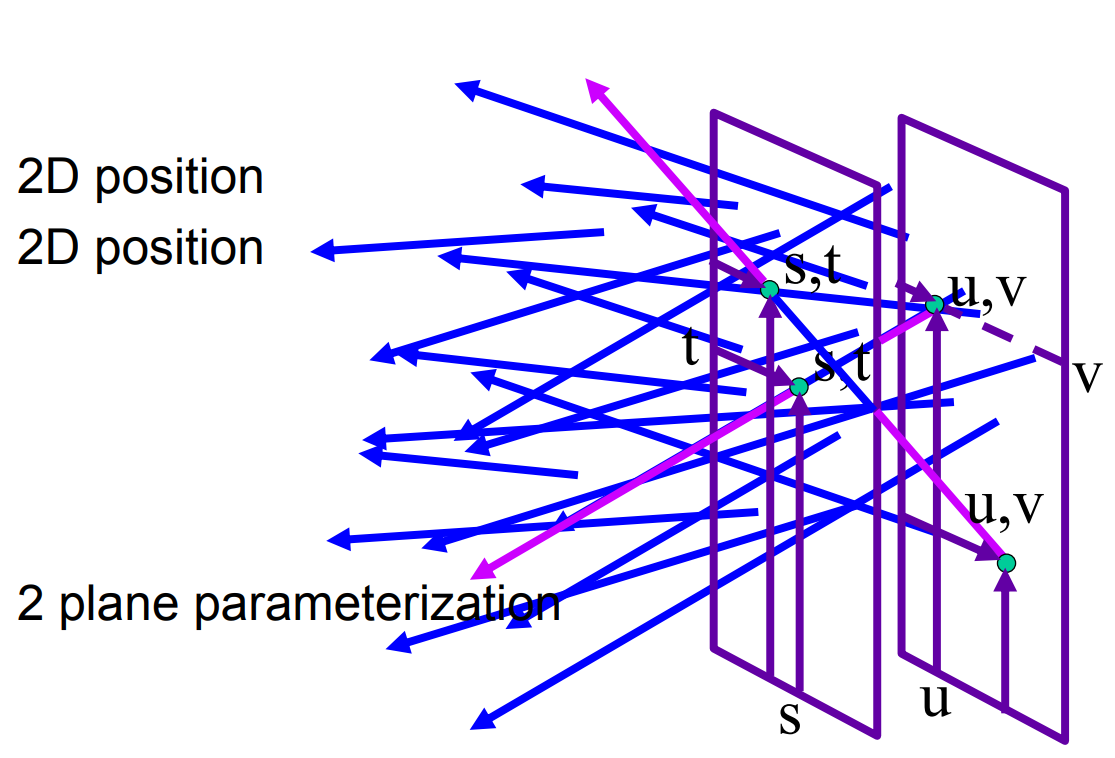 2D position
2D position
s,t
u,v
t
s,t
v
u,v
2 plane parameterization
s
u